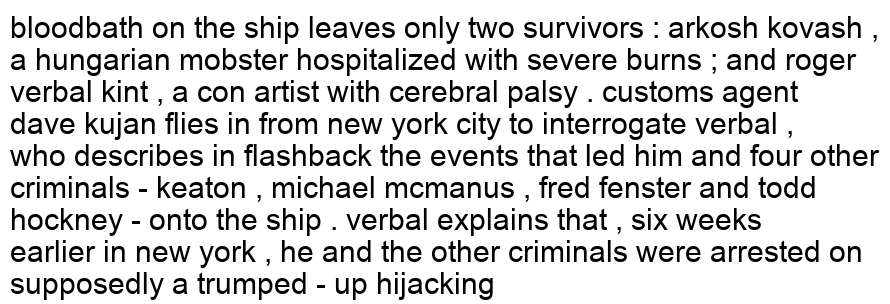 bloodbath on the ship leaves only two survivors : arkosh kovash ,
a hungarian mobster hospitalized with severe burns ; and roger
verbal kint , a con artist with cerebral palsy . customs agent
dave kujan flies in from new york city to interrogate verbal ,
who describes in flashback the events that led him and four other
criminals - keaton , michael mcmanus , fred fenster and todd
hockney - onto the ship . verbal explains that , six weeks
earlier in new york , he and the other criminals were arrested on
supposedly a trumped - up hijacking